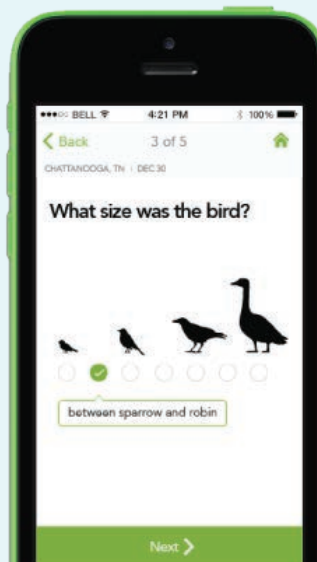 BELL 4:21 PM 100%
Back 3 of 5
CHATTANOOGA, TN | DEC 30
What size was the bird?
between sparrow and robin
Next